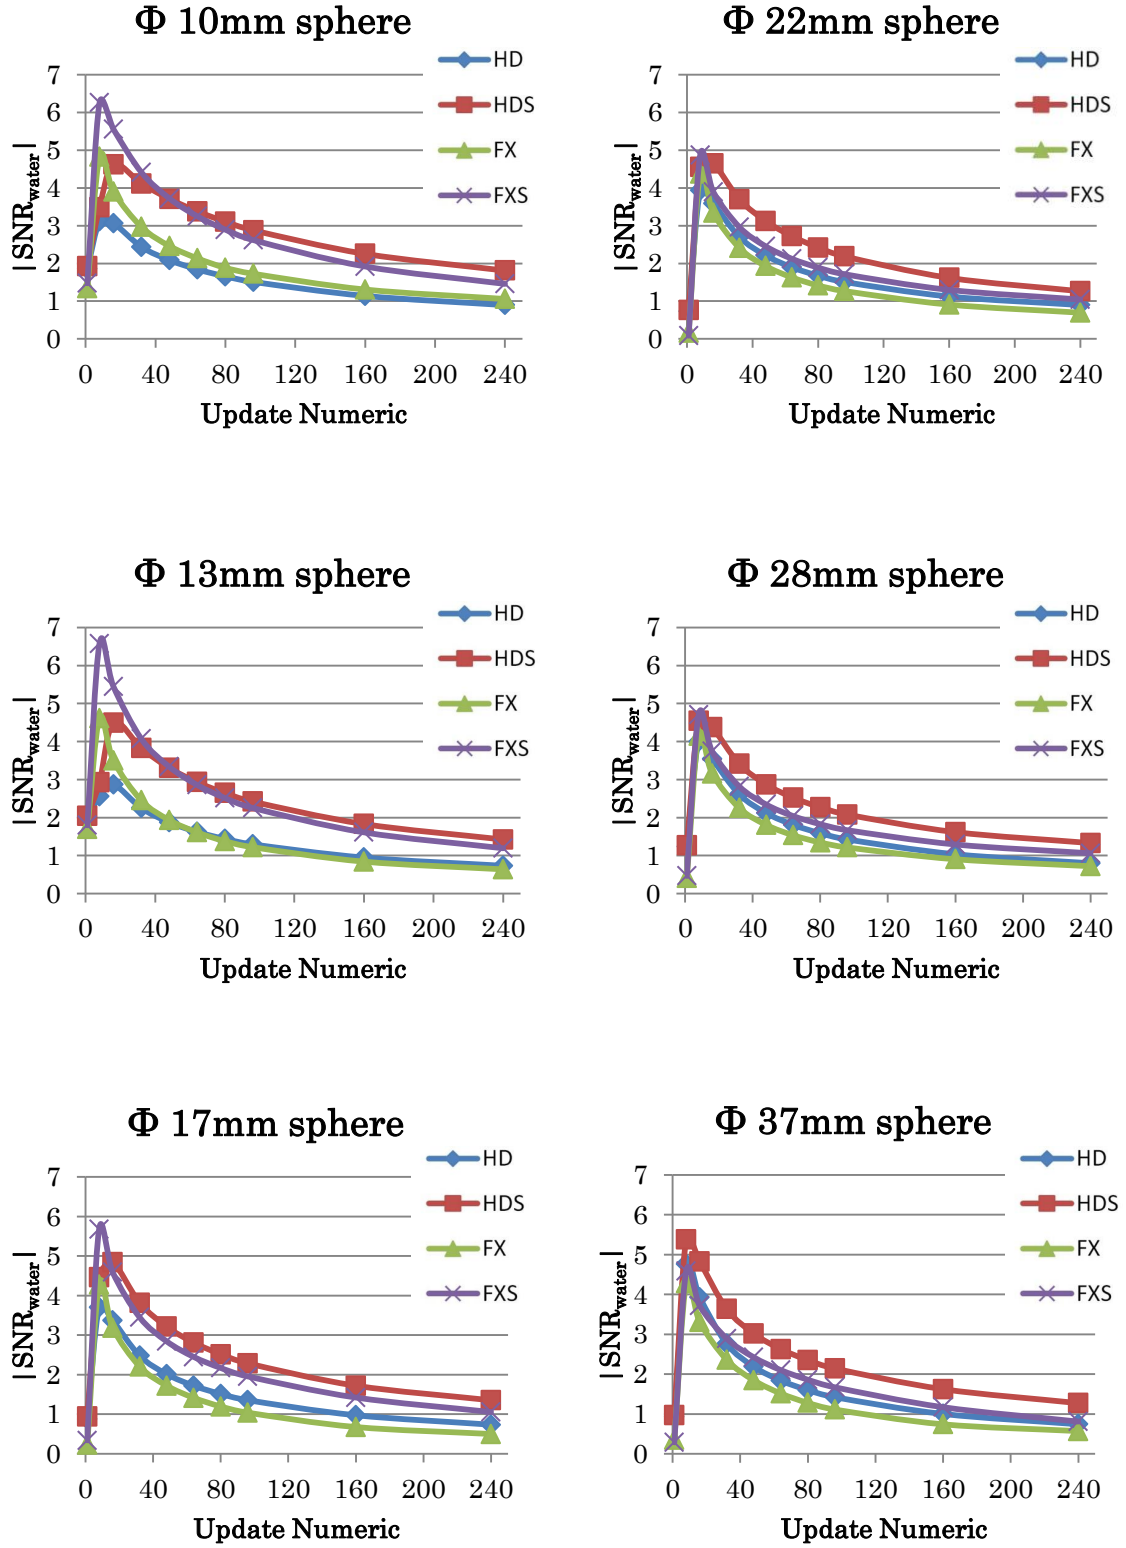 Φ 10mm sphere
HD
HDS
FX
FXS
|SNRwater|
7
6
5
4
3
2
1
0
0 40 80 120 160 200 240
Update Numeric
Φ 22mm sphere
HD
HDS
FX
FXS
|SNRwater|
7
6
5
4
3
2
1
0
0 40 80 120 160 200 240
Update Numeric
Φ 13mm sphere
HD
HDS
FX
FXS
|SNRwater|
7
6
5
4
3
2
1
0
0 40 80 120 160 200 240
Update Numeric
Φ 28mm sphere
HD
HDS
FX
FXS
|SNRwater|
7
6
5
4
3
2
1
0
0 40 80 120 160 200 240
Update Numeric
Φ 17mm sphere
HD
HDS
FX
FXS
|SNRwater|
7
6
5
4
3
2
1
0
0 40 80 120 160 200 240
Update Numeric
Φ 37mm sphere
HD
HDS
FX
FXS
|SNRwater|
7
6
5
4
3
2
1
0
0 40 80 120 160 200 240
Update Numeric